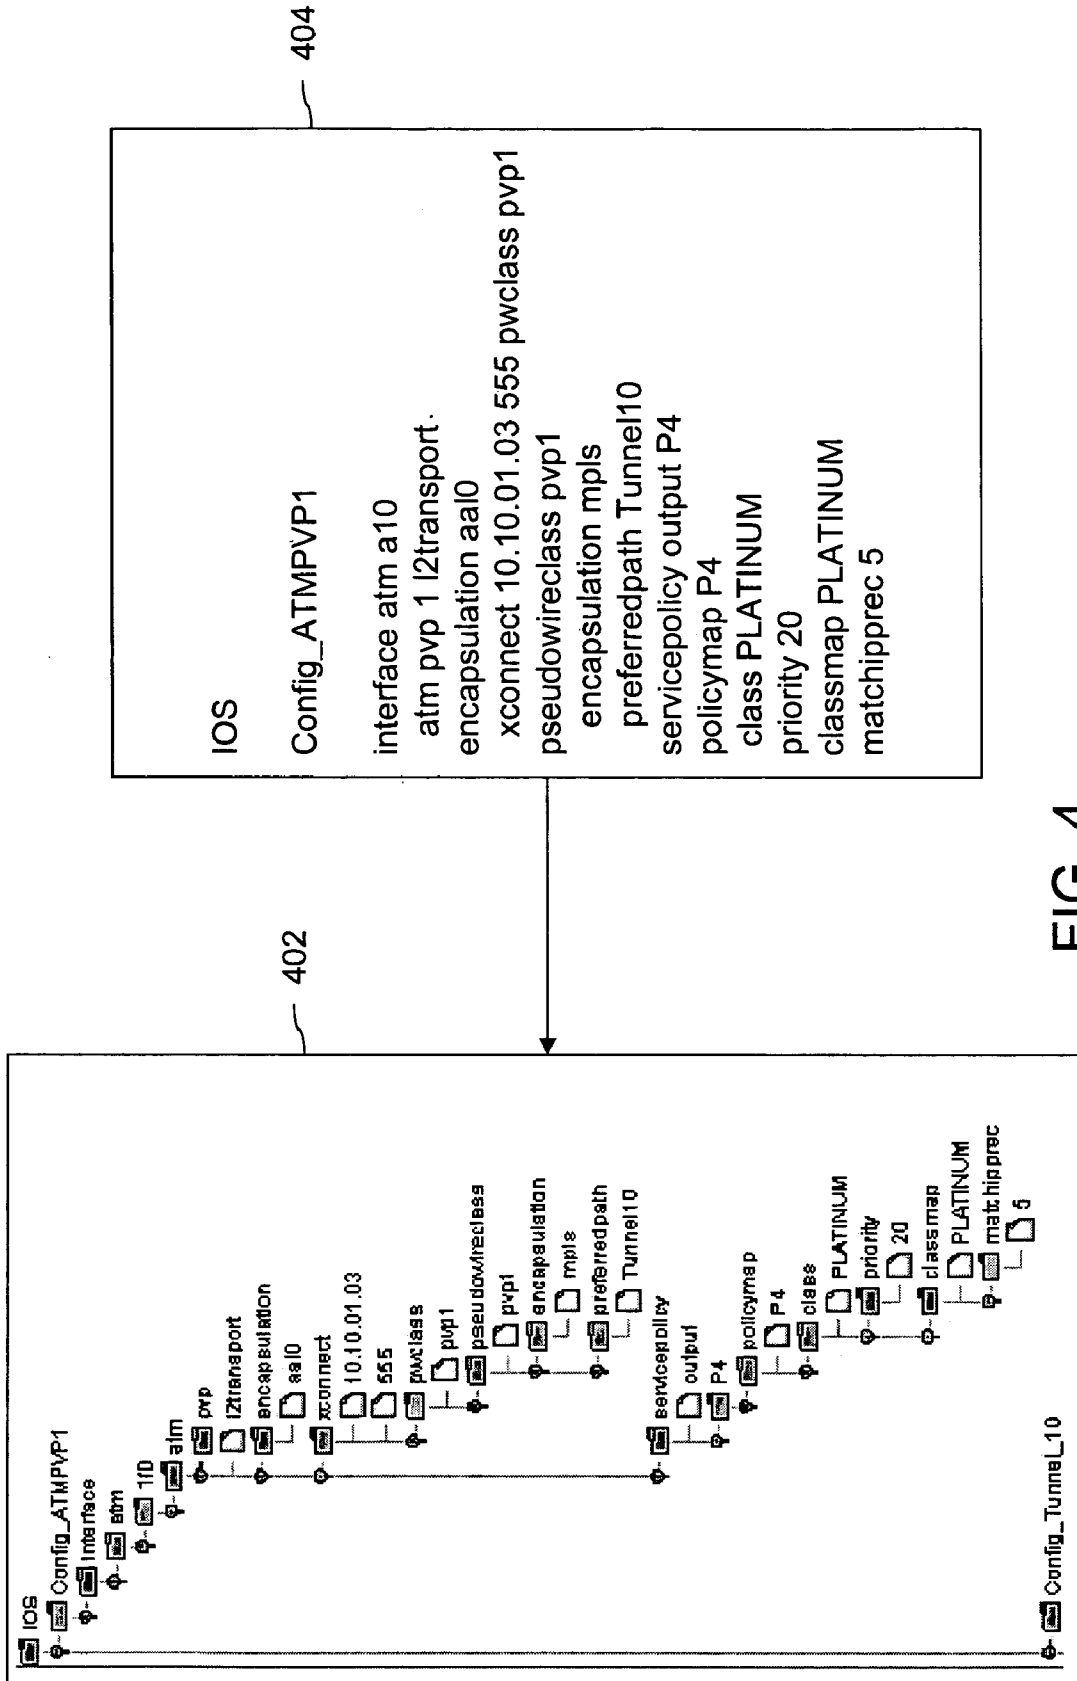 402
IOS
Config_ATMPVP1
Interface
atm
atm
pvp
l2transport
encapsulation
aal0
xconnect
10.10.01.03
555
pwclass
pvp1
pseudowireclass
pvp1
encapsulation
mpls
preferredpath
Tunnel10
servicepolicy
output
P4
policymap
P4
class
PLATINUM
priority
20
classmap
PLATINUM
matchipprec
5
Config_Tunnel_10
404
IOS
Config_ATMPVP1
interface atm a10
atm pvp 1 l2transport
encapsulation aal0
xconnect 10.10.01.03 555 pwclass pvp1
pseudowireclass pvp1
encapsulation mpls
preferredpath Tunnel10
servicepolicy output P4
policymap P4
class PLATINUM
priority 20
classmap PLATINUM
matchipprec 5
FIG. 4